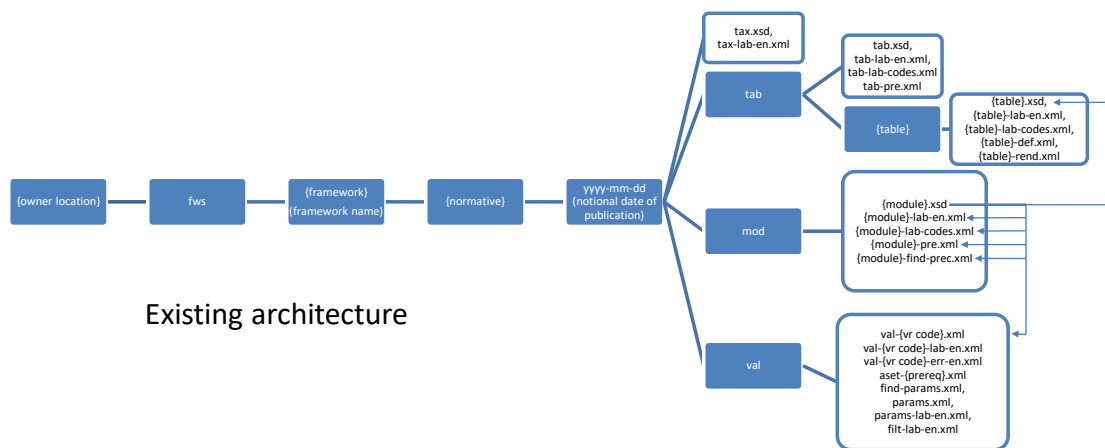 tax.xsd,
tax-lab-en.xml
tab
tab.xsd,
tab-lab-en.xml,
tab-lab-codes.xml
tab-pre.xml
{table}
{table}.xsd,
{table}-lab-en.xml,
{table}-lab-codes.xml,
{table}-def.xml,
{table}-rend.xml
{owner location}
fws
{framework}
(framework name)
{normative}
yyyy-mm-dd
(notional date of
publication)
mod
{module}.xsd
{module}-lab-en.xml
{module}-lab-codes.xml
{module}-pre.xml
{module}-find-prec.xml
Existing architecture
val
val-{vr code}.xml
val-{vr code}-lab-en.xml
val-{vr code}-err-en.xml
aset-{prereq}.xml
find-params.xml,
params.xml,
params-lab-en.xml,
filt-lab-en.xml